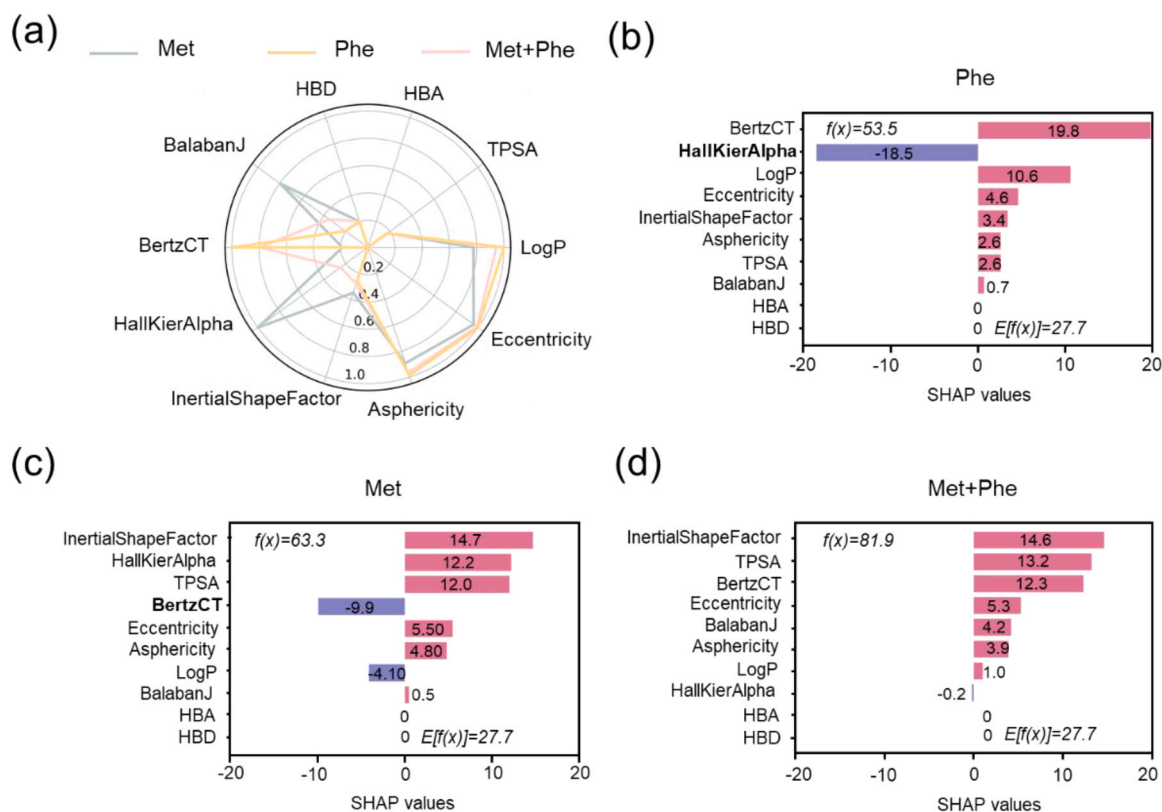 (a)
Met Phe Met+Phe
HBD
HBA
BalabanJ
TPSA
BertzCT
LogP
0.2
HallKierAlpha
0.4
Eccentricity
0.6
0.8
1.0
InertialShapeFactor
Asphericity
(b)
Phe
BertzCT
f(x)=53.5
19.8
HallKierAlpha
-18.5
LogP
10.6
Eccentricity
4.6
InertialShapeFactor
3.4
Asphericity
2.6
TPSA
2.6
BalabanJ
0.7
HBA
0
HBD
0 E[f(x)]=27.7
-20 -10 0 10 20
SHAP values
(c)
Met
InertialShapeFactor
f(x)=63.3
14.7
HallKierAlpha
12.2
TPSA
12.0
BertzCT
-9.9
Eccentricity
5.50
Asphericity
4.80
LogP
-4.10
BalabanJ
0.5
HBA
0
HBD
0 E[f(x)]=27.7
-20 -10 0 10 20
SHAP values
(d)
Met+Phe
InertialShapeFactor
f(x)=81.9
14.6
TPSA
13.2
BertzCT
12.3
Eccentricity
5.3
BalabanJ
4.2
Asphericity
3.9
LogP
1.0
HallKierAlpha
-0.2
HBA
0
HBD
0 E[f(x)]=27.7
-20 -10 0 10 20
SHAP values